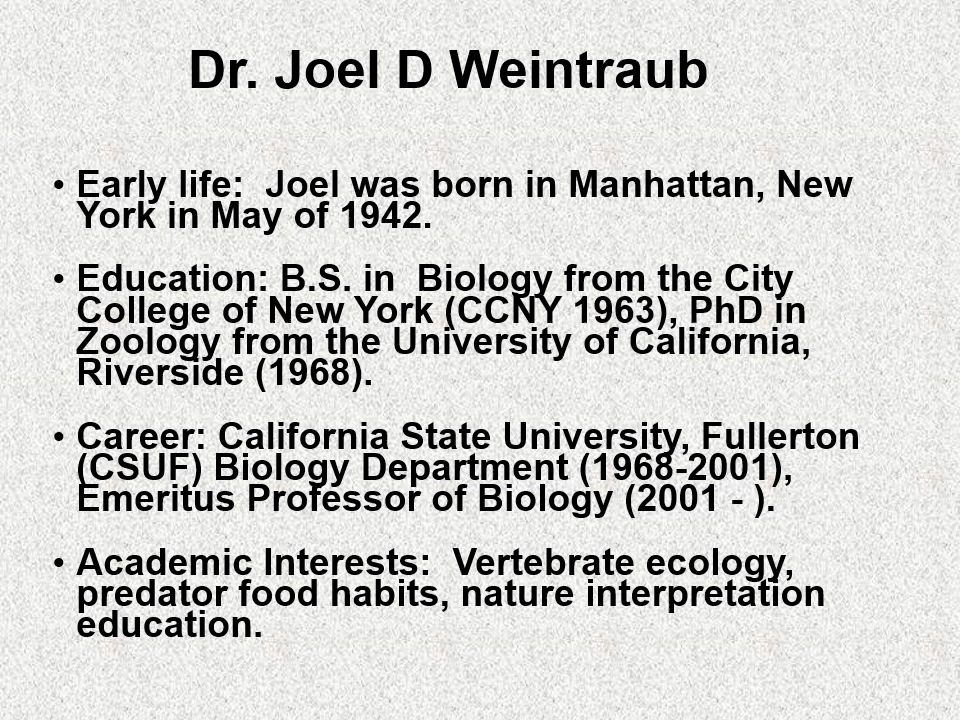 Dr. Joel D Weintraub
• Early life:  Joel was born in Manhattan, New
York in May of 1942.
• Education: B.S. in  Biology from the City
College of New York (CCNY 1963), PhD in
Zoology from the University of California,
Riverside (1968).
• Career: California State University, Fullerton
(CSUF) Biology Department (1968-2001),
Emeritus Professor of Biology (2001 - ).
• Academic Interests:  Vertebrate ecology,
predator food habits, nature interpretation
education.